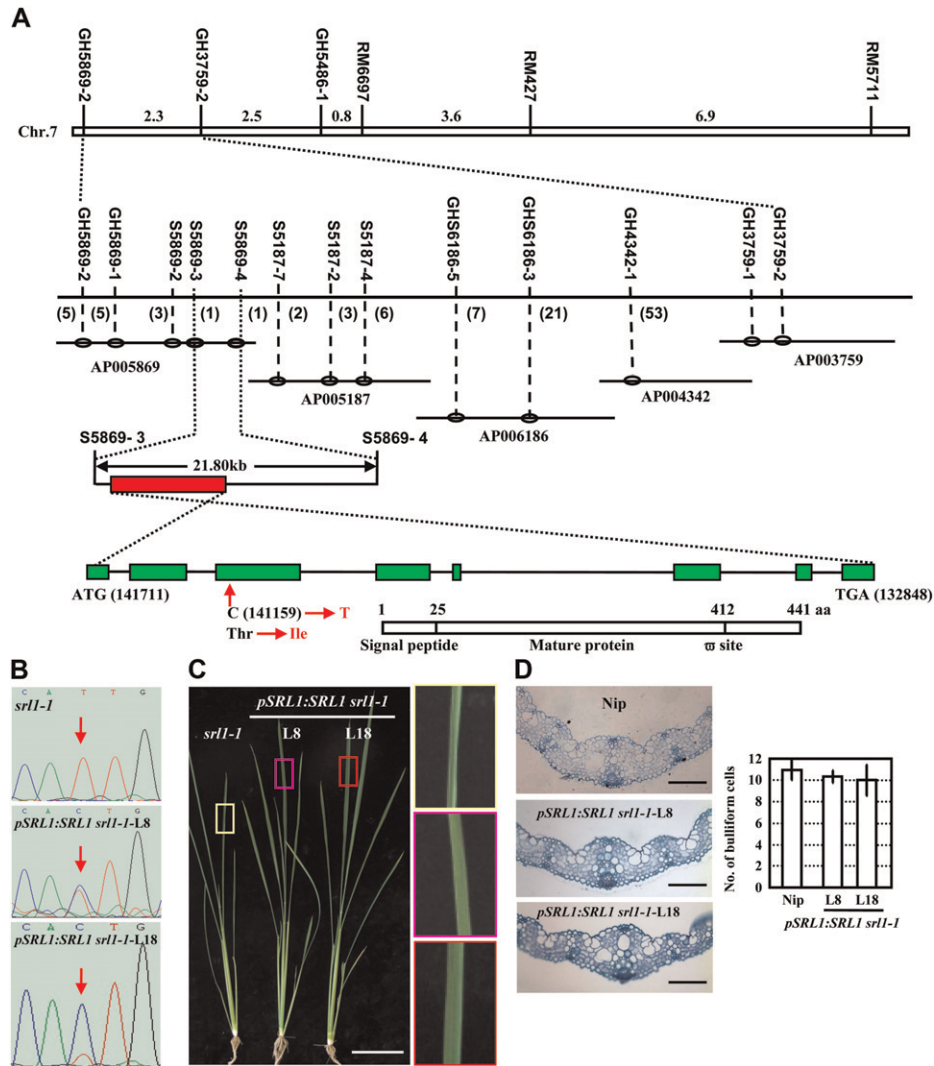 A
GH5869-2 GH3759-2 GH5486-1 RM6697 RM427 RM5711
2.3 2.5 0.8 3.6 6.9
Chr.7
GH5869-2 GH5869-1 S5869-2 S5869-3 S5869-4 S5187-7 S5187-2 S5187-4 GHS6186-5 GHS6186-3 GH4342-1 GH3759-1 GH3759-2
(5) (5) (3) (1) (1) (2) (3) (6) (7) (21) (53)
AP005869 AP005187 AP006186 AP004342 AP003759
S5869- 3 S5869- 4
21.80kb
ATG (141711) TGA (132848)
C (141159) T
Thr Ile
1 25 412 441 aa
Signal peptide Mature protein ϖ site
B
C A T T G
srl1-1
C A C T G
pSRL1:SRL1 srl1-1-L8
C A C T G
pSRL1:SRL1 srl1-1-L18
C
pSRL1:SRL1 srl1-1
srl1-1 L8 L18
D
Nip
pSRL1:SRL1 srl1-1-L8
pSRL1:SRL1 srl1-1-L18
No. of bulliform cells
12
10
8
6
4
2
0
Nip L8 L18
pSRL1:SRL1 srl1-1